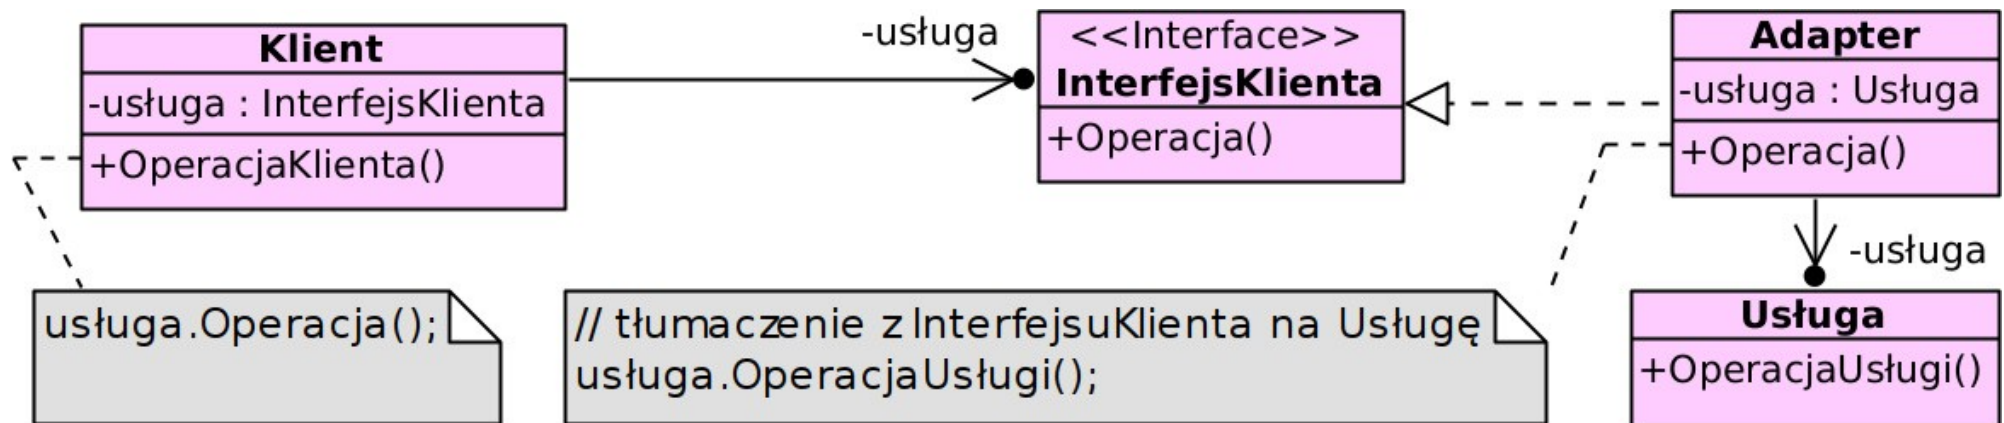 Klient
-usługa : InterfejsKlienta
+OperacjaKlienta()
-usługa
<<Interface>>
InterfejsKlienta
+Operacja()
Adapter
-usługa : Usługa
+Operacja()
-usługa
usługa.Operacja();
// tłumaczenie z InterfejsuKlienta na Usługę
usługa.OperacjaUsługi();
Usługa
+OperacjaUsługi()